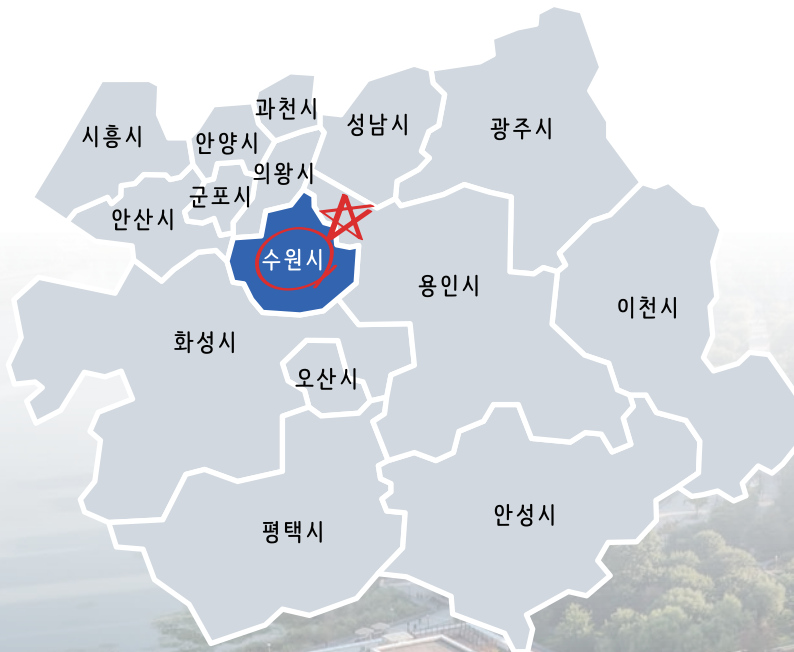 과천시
성남시
광주시
시흥시
안양시
의왕시
군포시
안산시
수원시
용인시
이천시
화성시
오산시
안성시
평택시